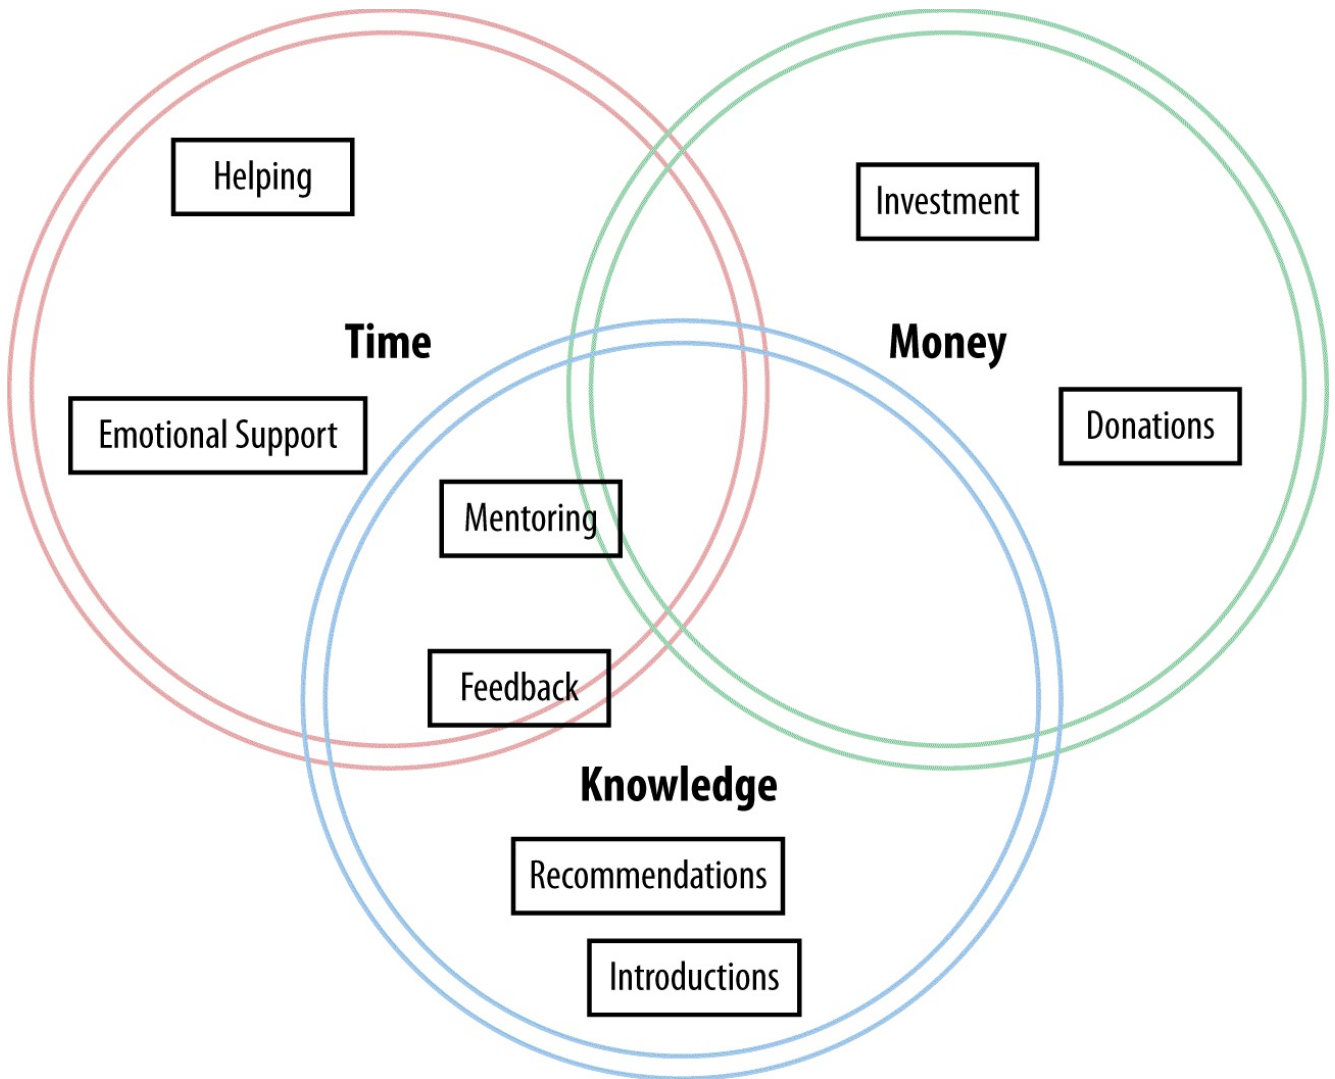 Helping
Investment
Time
Money
Emotional Support
Donations
Mentoring
Feedback
Knowledge
Recommendations
Introductions